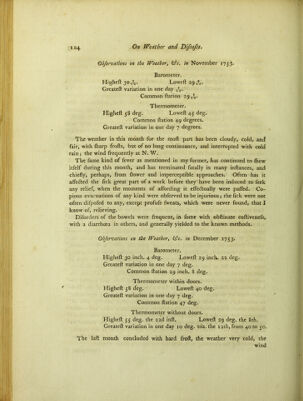 124 On Weather and Diſeaſes.
Obſervations on the Weather, &c. in November 1753.
Barometer.
Higheſt 30 Loweſt 29
Greateſt variation in one day
Common ſtation 29
Thermometer.
Higheſt 58 deg. Loweſt 45 deg.
Common ſtation 49 degrees.
Greateſt variation in one day 7 degrees.
The weather in this month for the moſt part has been cloudy, cold, and
fair, with ſharp froſts, but of no long continuance, and interrupted with cold
rain; the wind frequently at N. W.
The ſame kind of fever as mentioned in my former, has continued to ſhew
itſelf during this month, and has terminated fatally in many inſtances, and
chiefly, perhaps, from ſlower and imperceptible approaches. Often has it
affected the ſick great part of a week before they have been induced to ſeek
any relief, when the moments of affording it effectually were paſſed. Co-
pious evacuations of any kind were obſerved to be injurious; the ſick were not
often diſpoſed to any, except profuſe ſweats, which were never found, that I
know of, relieving.
Diſorders of the bowels were frequent, in ſome with obſtinate coſtiveneſs,
with a diarrhœa in others, and generally yielded to the known methods.
Obſervations on the Weather, &c. in December 1753.
Barometer.
Higheſt 30 inch. 4 deg. Loweſt 29 inch. 22 deg.
Greateſt variation in one day 7 deg.
Common ſtation 29 inch. 8 deg.
Thermometer within doors.
Higheſt 58 deg. Loweſt 40 deg.
Greateſt variation in one day 7 deg.
Common ſtation 47 deg.
Thermometer without doors.
Higheſt 55 deg. the 22d inſt. Loweſt 29 deg. the 8th.
Greateſt variation in one day 10 deg. viz. the 12th, from 40 to 50.
The laſt month concluded with hard froſt, the weather very cold, the
wind